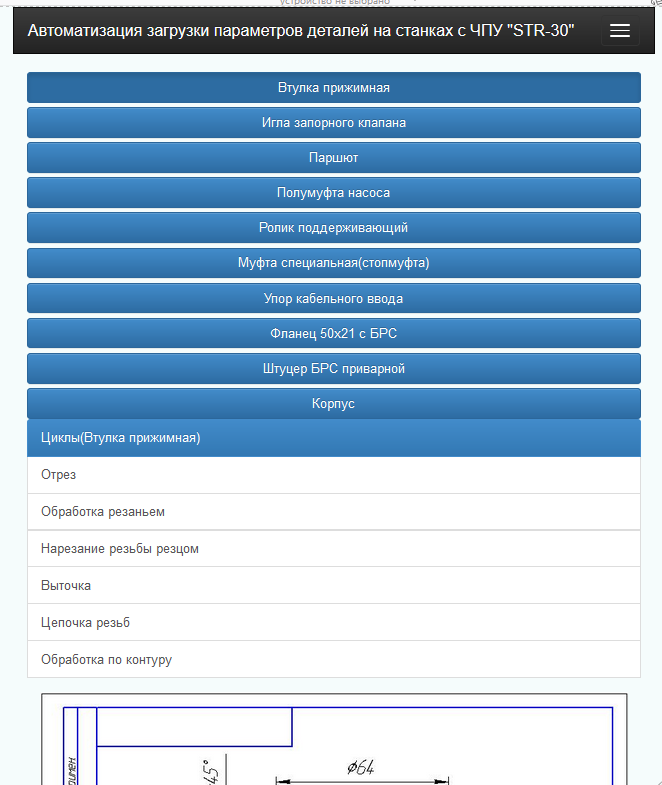 устройство не выбрано
Автоматизация загрузки параметров деталей на станках с ЧПУ "STR-30"
Втулка прижимная
Игла запорного клапана
Паршют
Полумуфта насоса
Ролик поддерживающий
Муфта специальная(стопмуфта)
Упор кабельного ввода
Фланец 50х21 с БРС
Штуцер БРС приварной
Корпус
Циклы(Втулка прижимная)
Отрез
Обработка резаньем
Нарезание резьбы резцом
Выточка
Цепочка резьб
Обработка по контуру
⌀64
45°